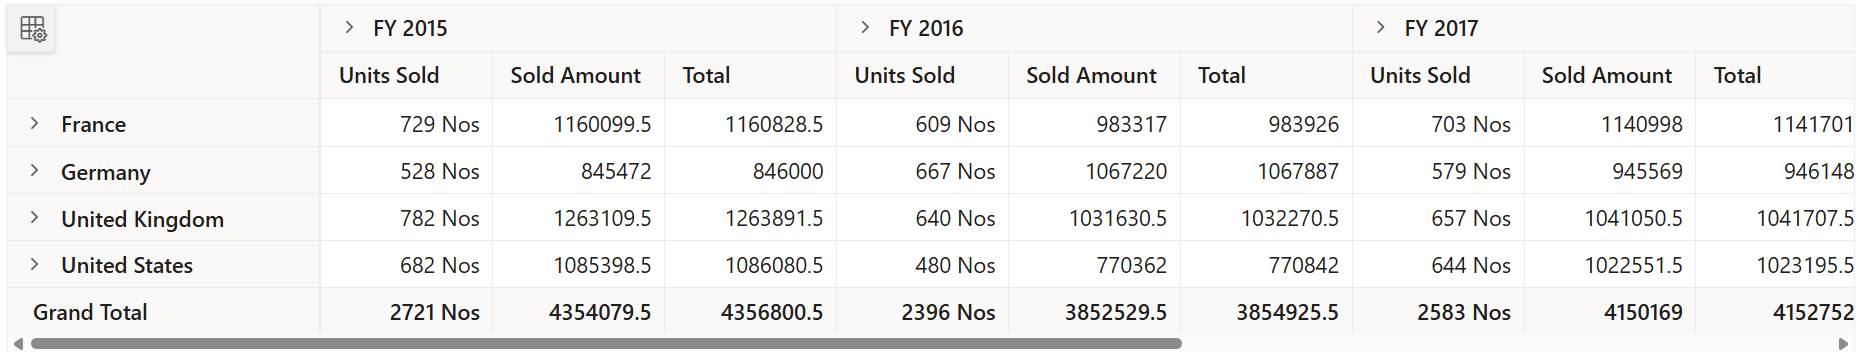 FY 2015 FY 2016 FY 2017
Units Sold Sold Amount Total Units Sold Sold Amount Total Units Sold Sold Amount Total
France 729 Nos 1160099.5 1160828.5 609 Nos 983317 983926 703 Nos 1140998 1141701
Germany 528 Nos 845472 846000 667 Nos 1067220 1067887 579 Nos 945569 946148
United Kingdom 782 Nos 1263109.5 1263891.5 640 Nos 1031630.5 1032270.5 657 Nos 1041050.5 1041707.5
United States 682 Nos 1085398.5 1086080.5 480 Nos 770362 770842 644 Nos 1022551.5 1023195.5
Grand Total 2721 Nos 4354079.5 4356800.5 2396 Nos 3852529.5 3854925.5 2583 Nos 4150169 4152752